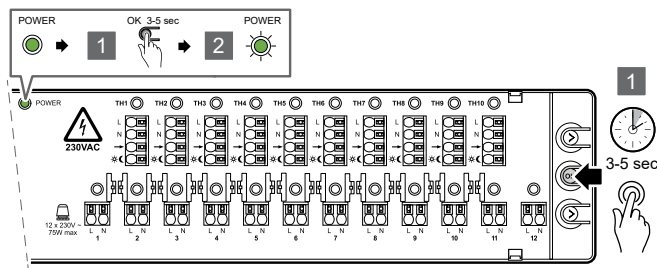 POWER OK 3-5 sec POWER
1 2
1
POWER TH1 TH2 TH3 TH4 TH5 TH6 TH7 TH8 TH9 TH10
L L L L L L L L L L
N N N N N N N N N N
230VAC
OK
3-5 sec
12 x 230V ~
75W max
L N L N L N L N L N L N L N L N L N L N L N L N
1 2 3 4 5 6 7 8 9 10 11 12